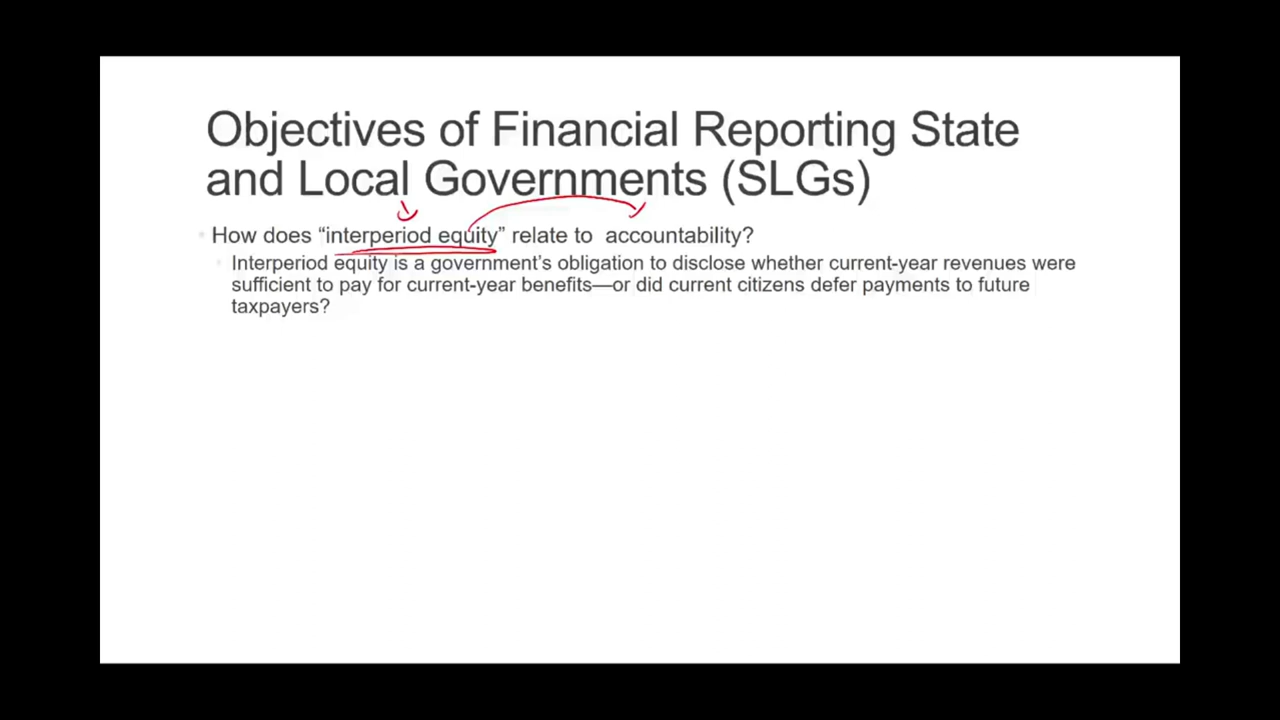 Objectives of Financial Reporting State
and Local Governments (SLGs)
How does “interperiod equity” relate to accountability?
Interperiod equity is a government’s obligation to disclose whether current-year revenues were
sufficient to pay for current-year benefits—or did current citizens defer payments to future
taxpayers?